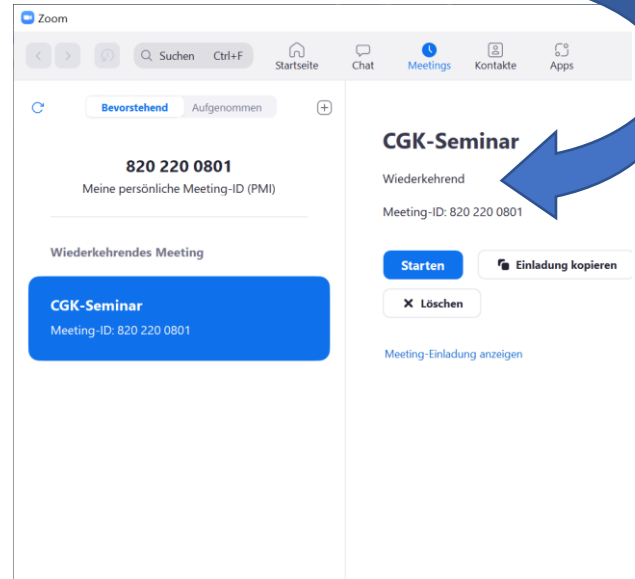 Zoom
Suchen Ctrl+F
Startseite
Chat
Meetings
Kontakte
Apps
Bevorstehend
Aufgenommen
820 220 0801
Meine persönliche Meeting-ID (PMI)
Wiederkehrendes Meeting
CGK-Seminar
Meeting-ID: 820 220 0801
CGK-Seminar
Wiederkehrend
Meeting-ID: 820 220 0801
Starten
Einladung kopieren
Löschen
Meeting-Einladung anzeigen